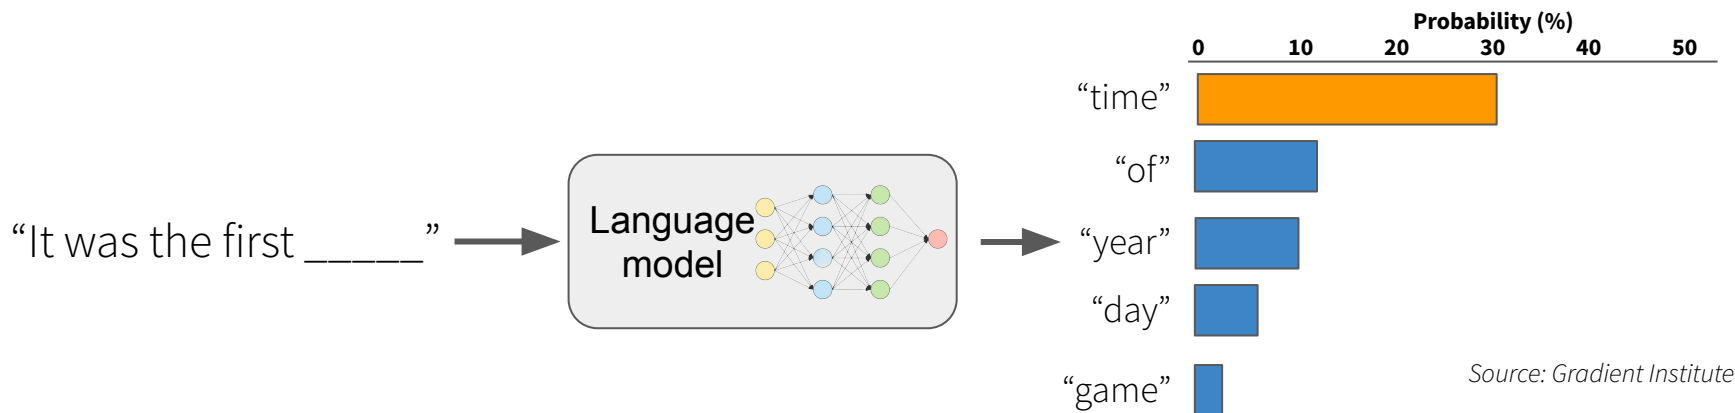 Probability (%)
0 10 20 30 40 50
“time”
“of”
“It was the first _____”
Language
model
“year”
“day”
“game”
Source: Gradient Institute